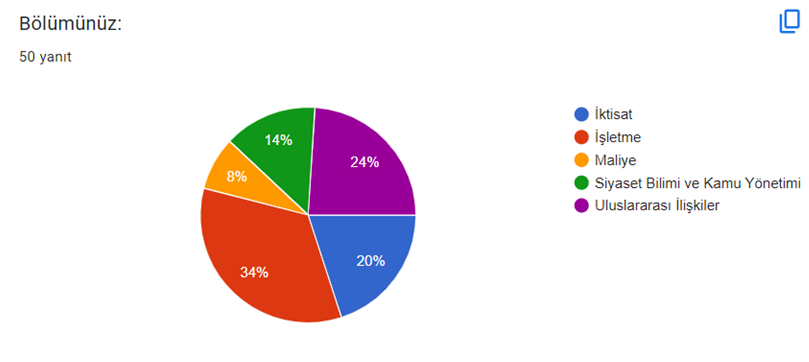 Bölümünüz:
50 yanıt
14%
24%
8%
34%
20%
İktisat
İşletme
Maliye
Siyaset Bilimi ve Kamu Yönetimi
Uluslararası İlişkiler